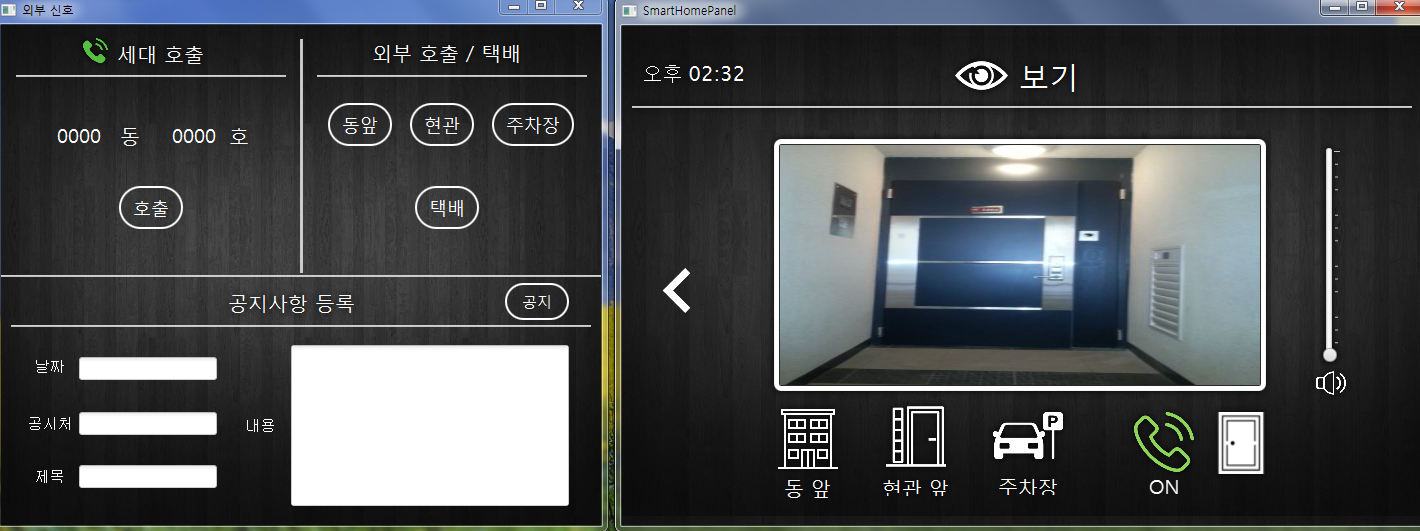 외부 신호
세대 호출
외부 호출 / 택배
0000 동 0000 호
동앞 현관 주차장
호출
택배
공지사항 등록
공지
날짜
공시처
내용
제목
SmartHomePanel
오후 02:32
보기
P
동 앞
현관 앞
주차장
ON